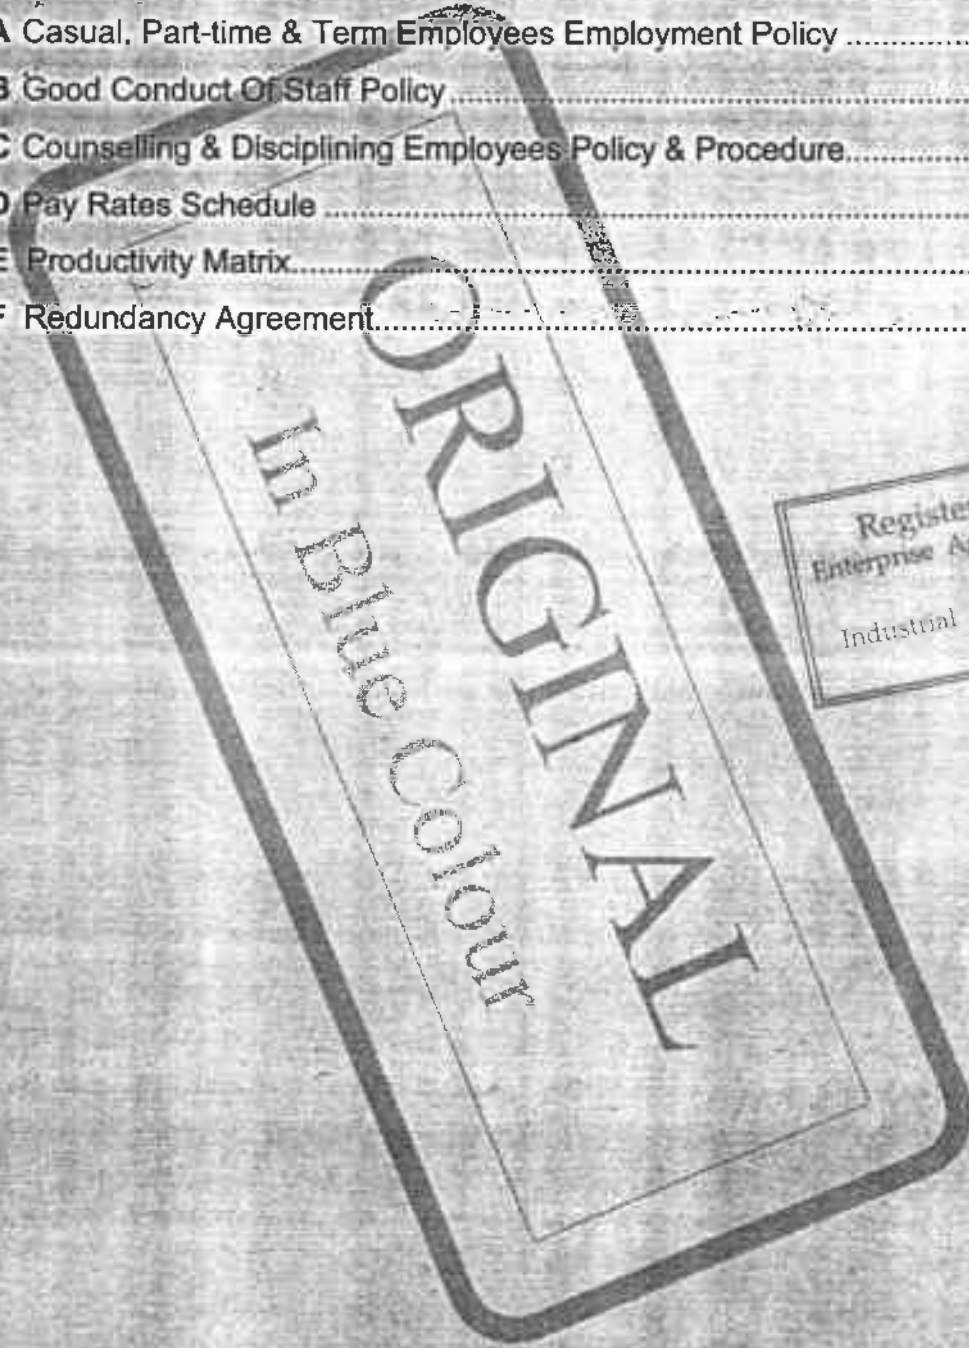 A Casual, Part-time & Term Employees Employment Policy ..............
B Good Conduct Of Staff Policy ..............
C Counselling & Disciplining Employees Policy & Procedure..............
D Pay Rates Schedule ..............
E Productivity Matrix..............
F Redundancy Agreement..............
ORIGINAL
In Blue Colour
Registe
Enterprise A
Industrial